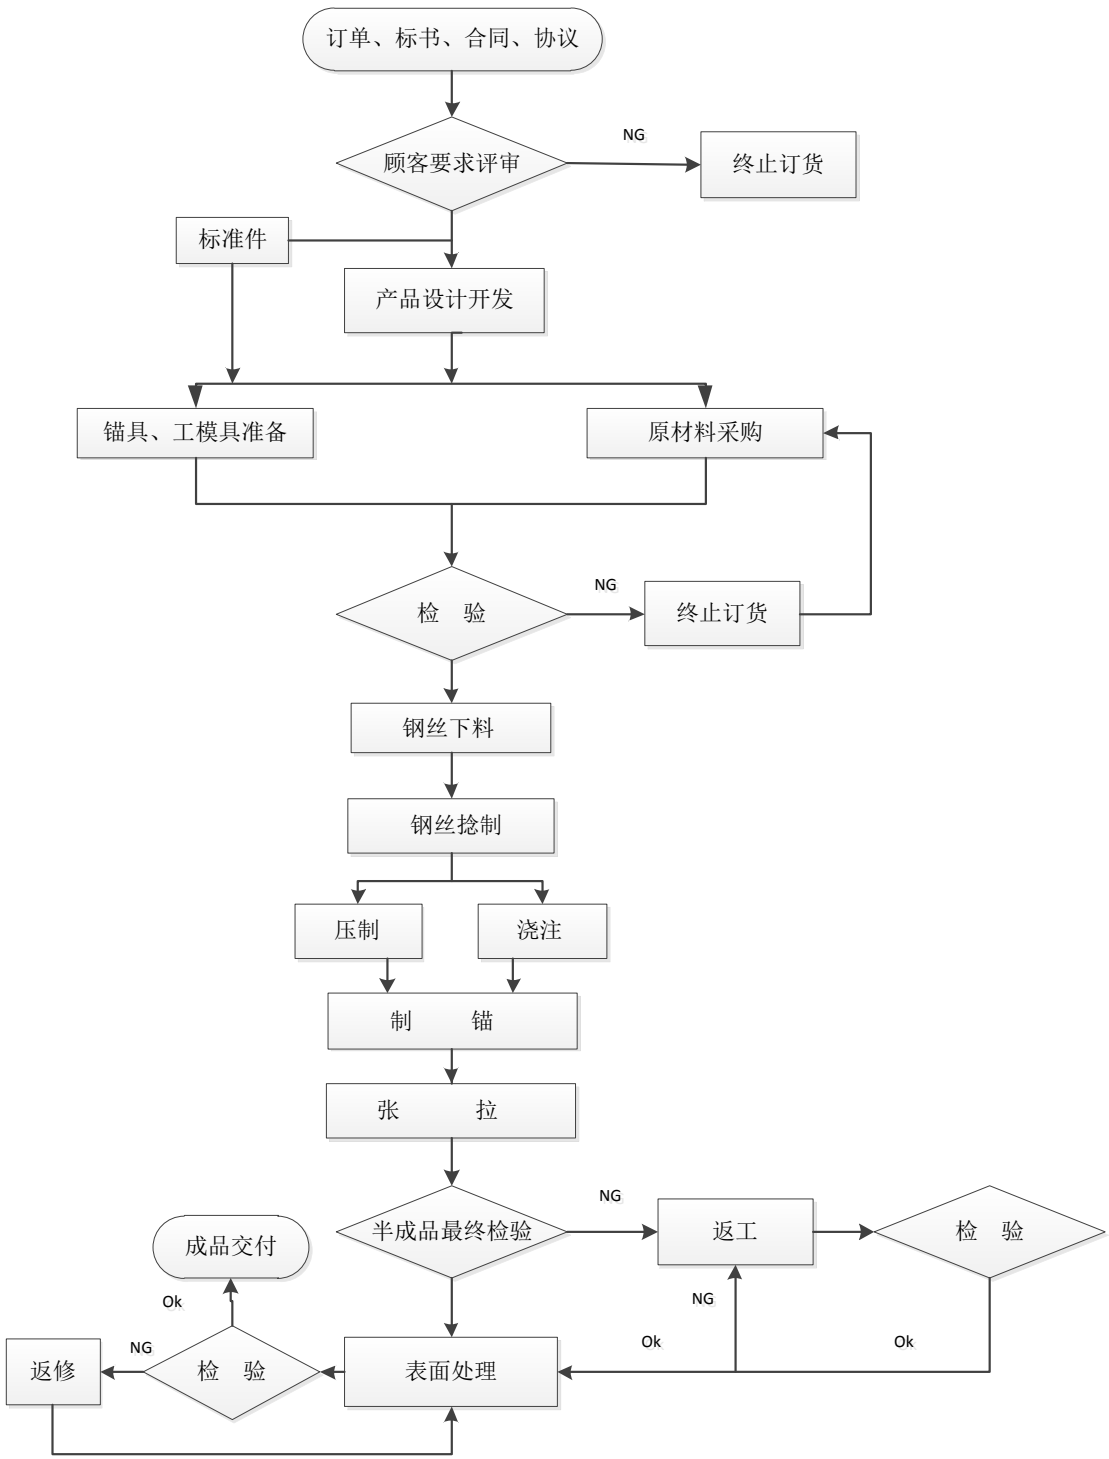 订单、标书、合同、协议
顾客要求评审
NG
终止订货
标准件
产品设计开发
锚具、工模具准备
原材料采购
检 验
NG
终止订货
钢丝下料
钢丝捻制
压制
浇注
制 锚
张 拉
半成品最终检验
NG
返工
检 验
成品交付
Ok
NG
返修
检 验
表面处理
Ok
NG
Ok